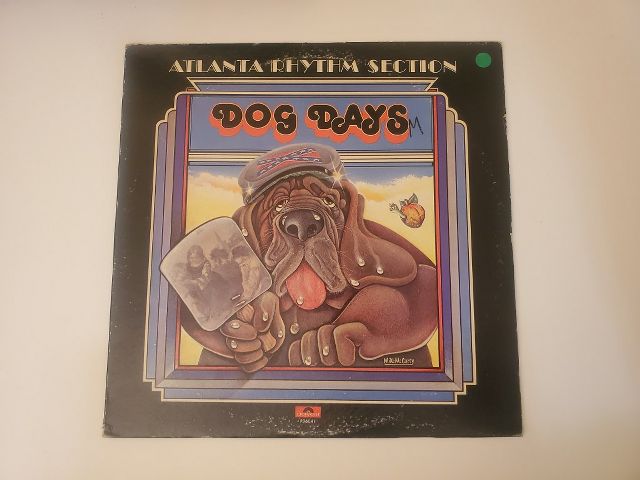 ATLANTA RHYTHM SECTION
DOG DAYS
M